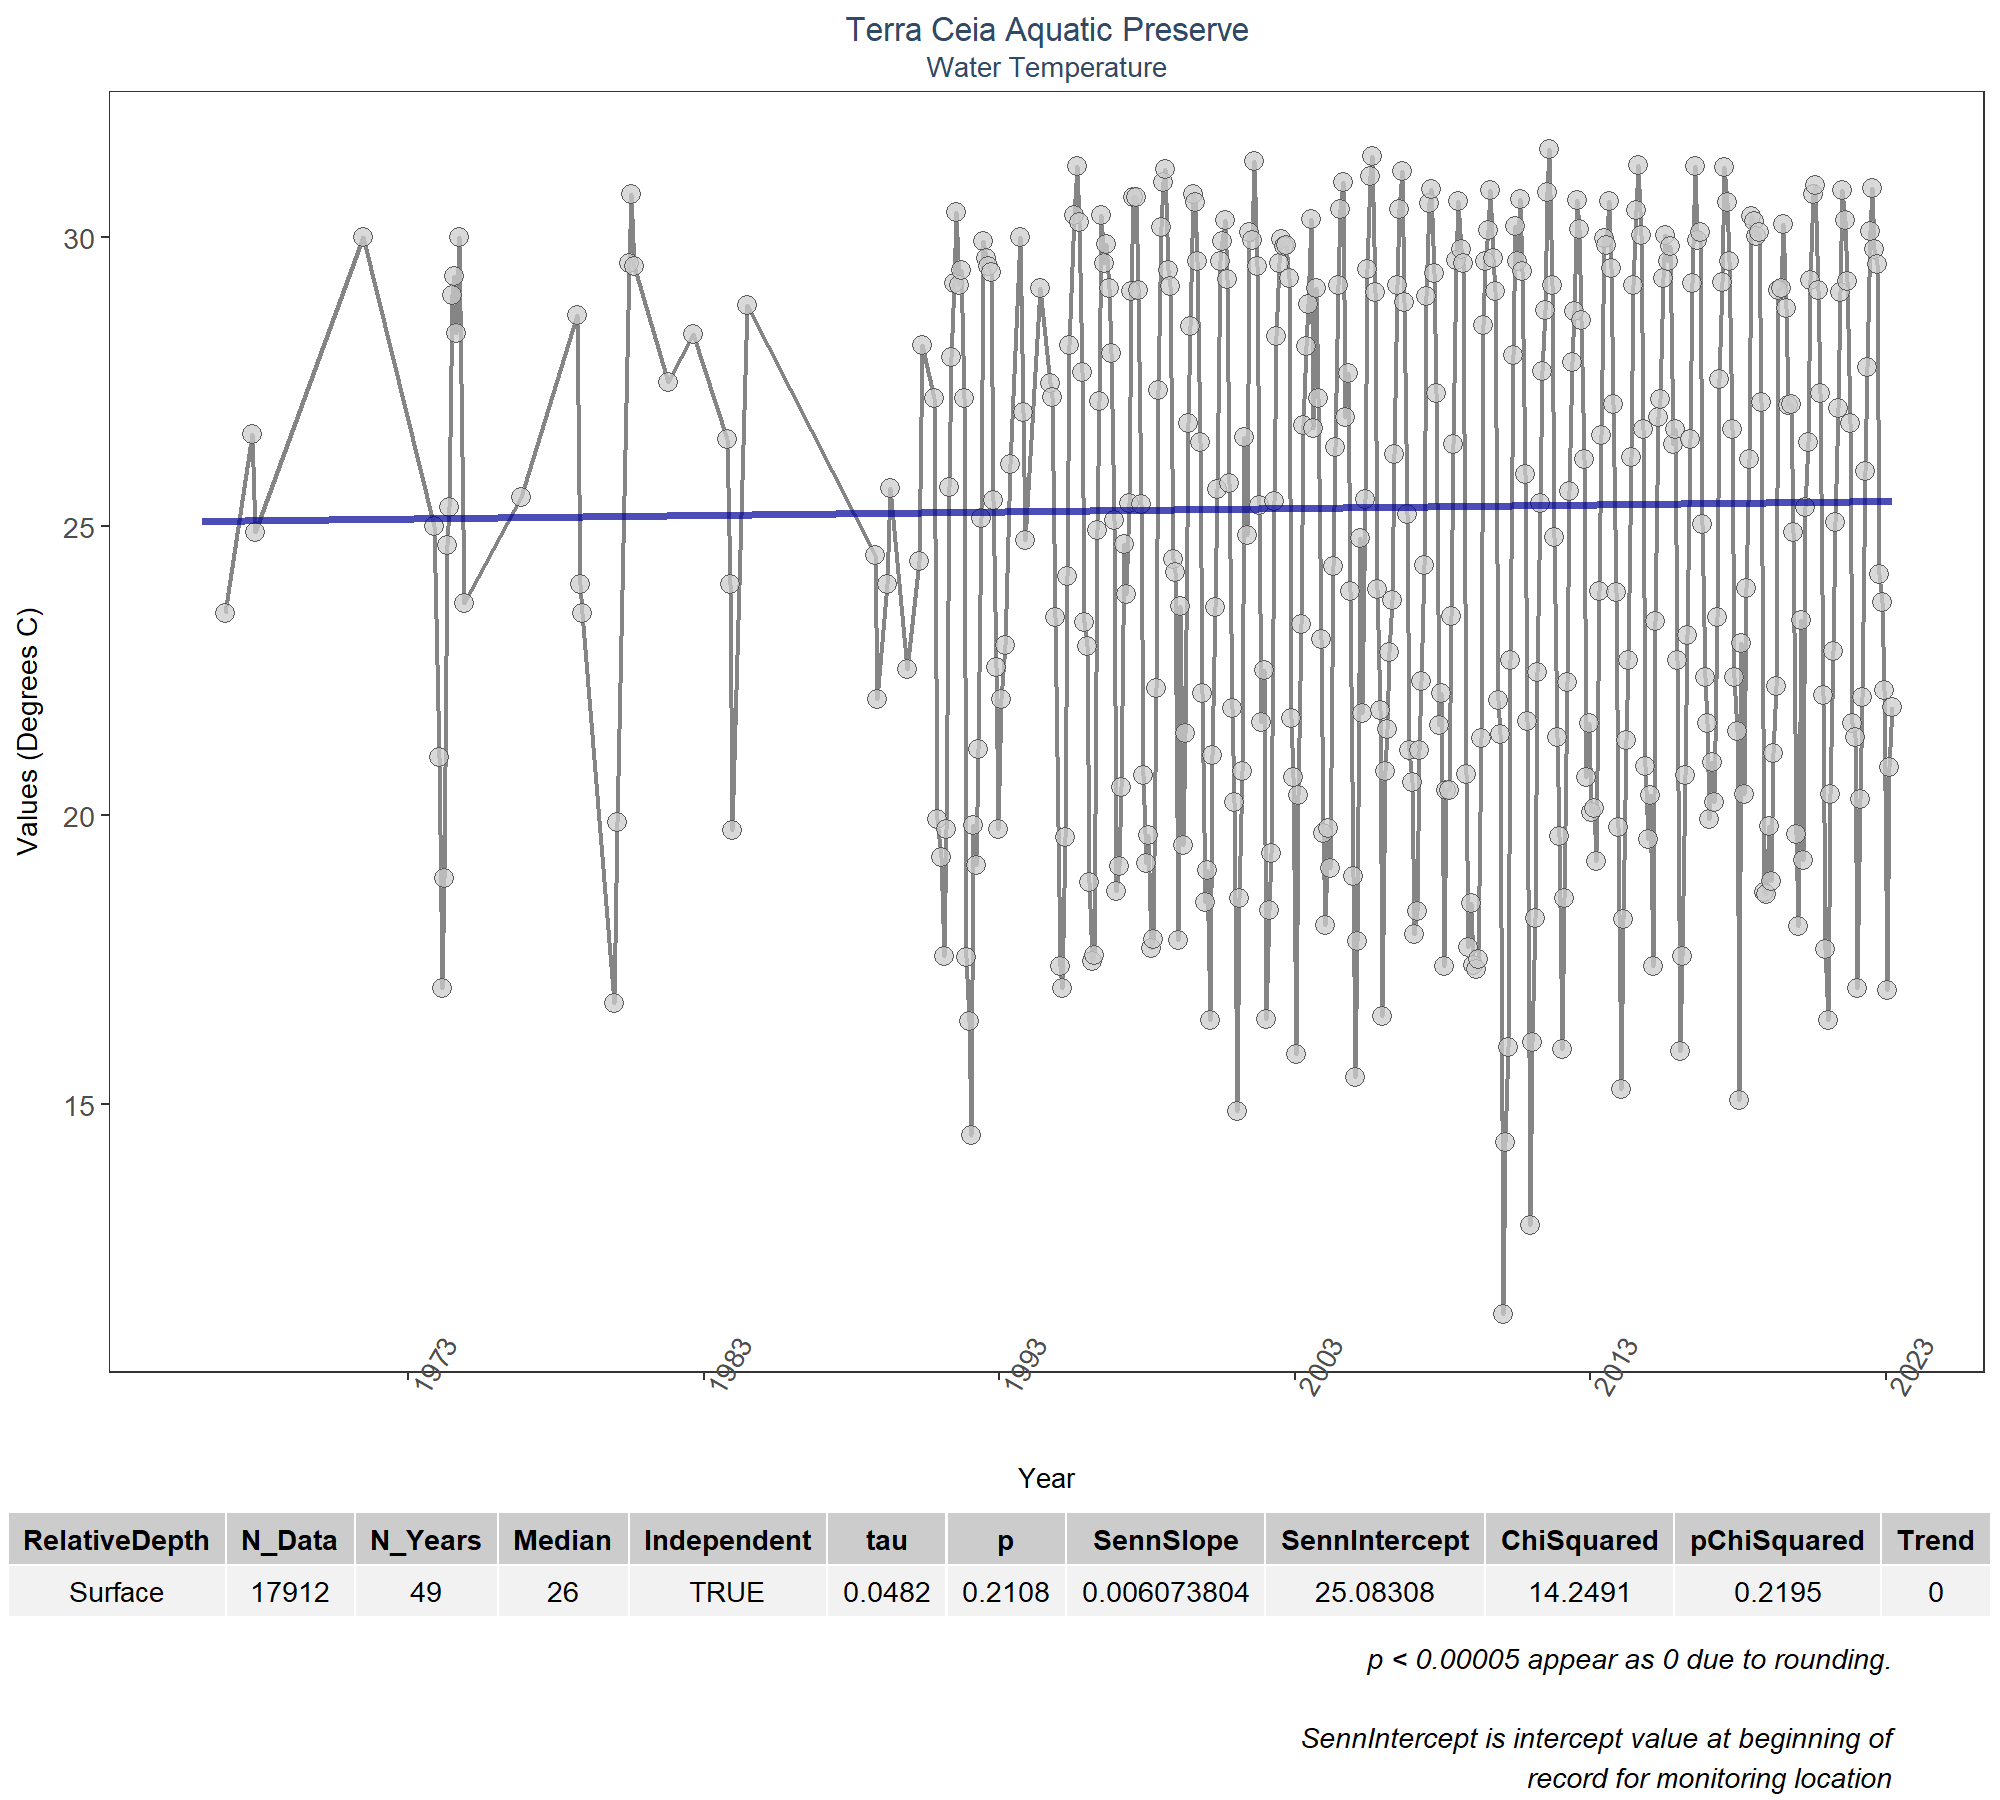 Terra Ceia Aquatic Preserve
Water Temperature
Values (Degrees C)
30
25
20
15
1973 1983 1993 2003 2013 2023
Year
RelativeDepth N_Data N_Years Median Independent tau p SennSlope SennIntercept ChiSquared pChiSquared Trend
Surface 17912 49 26 TRUE 0.0482 0.2108 0.006073804 25.08308 14.2491 0.2195 0
p < 0.00005 appear as 0 due to rounding.
SennIntercept is intercept value at beginning of
record for monitoring location